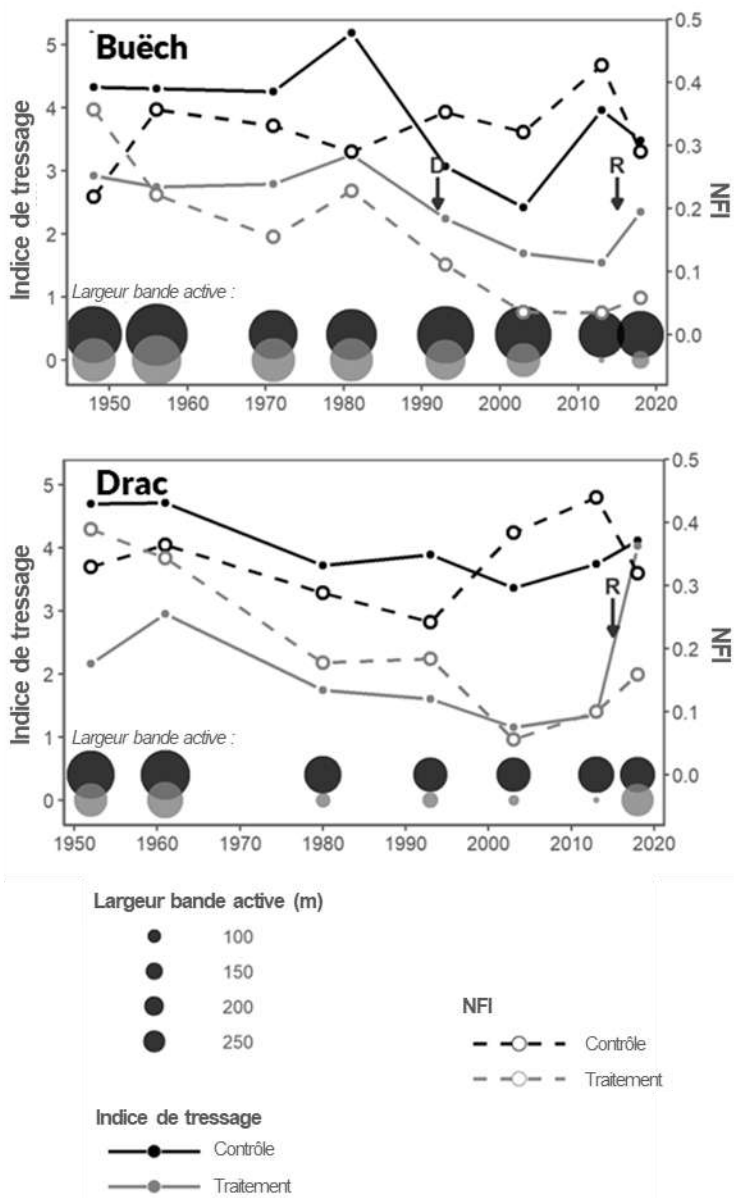 Buëch
5
4
3
2
1
0
Indice de tressage
0.5
0.4
0.3
0.2
0.1
0.0
NFI
D
R
Largeur bande active :
1950 1960 1970 1980 1990 2000 2010 2020
Drac
5
4
3
2
1
0
Indice de tressage
0.5
0.4
0.3
0.2
0.1
0.0
NFI
R
Largeur bande active :
1950 1960 1970 1980 1990 2000 2010 2020
Largeur bande active (m)
100
150
200
250
NFI
Contrôle
Traitement
Indice de tressage
Contrôle
Traitement